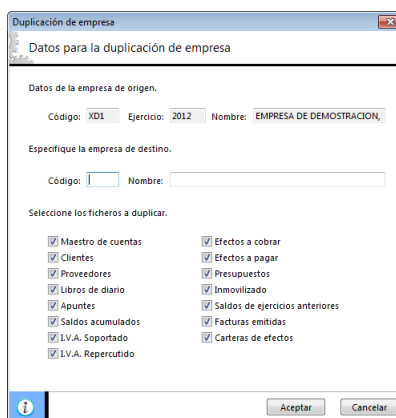 Duplicación de empresa
Datos para la duplicación de empresa
Datos de la empresa de origen.
Código: XD1 Ejercicio: 2012 Nombre: EMPRESA DE DEMOSTRACION,
Especifique la empresa de destino.
Código: Nombre:
Seleccione los ficheros a duplicar.
Maestro de cuentas Efectos a cobrar
Clientes Efectos a pagar
Proveedores Presupuestos
Libros de diario Inmovilizado
Apuntes Saldos de ejercicios anteriores
Saldos acumulados Facturas emitidas
I.V.A. Soportado Carteras de efectos
I.V.A. Repercutido
Aceptar Cancelar